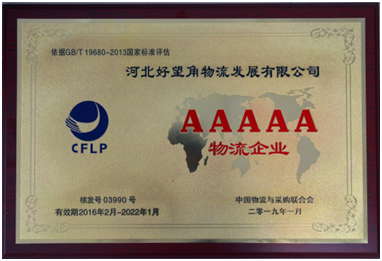 依据GB/T 19680-2013国家标准评估
河北好望角物流发展有限公司
AAAAA
CFLP
物流企业
核发号 03990 号
中国物流与采购联合会
有效期2016年2月-2022年1月
二零一九年一月